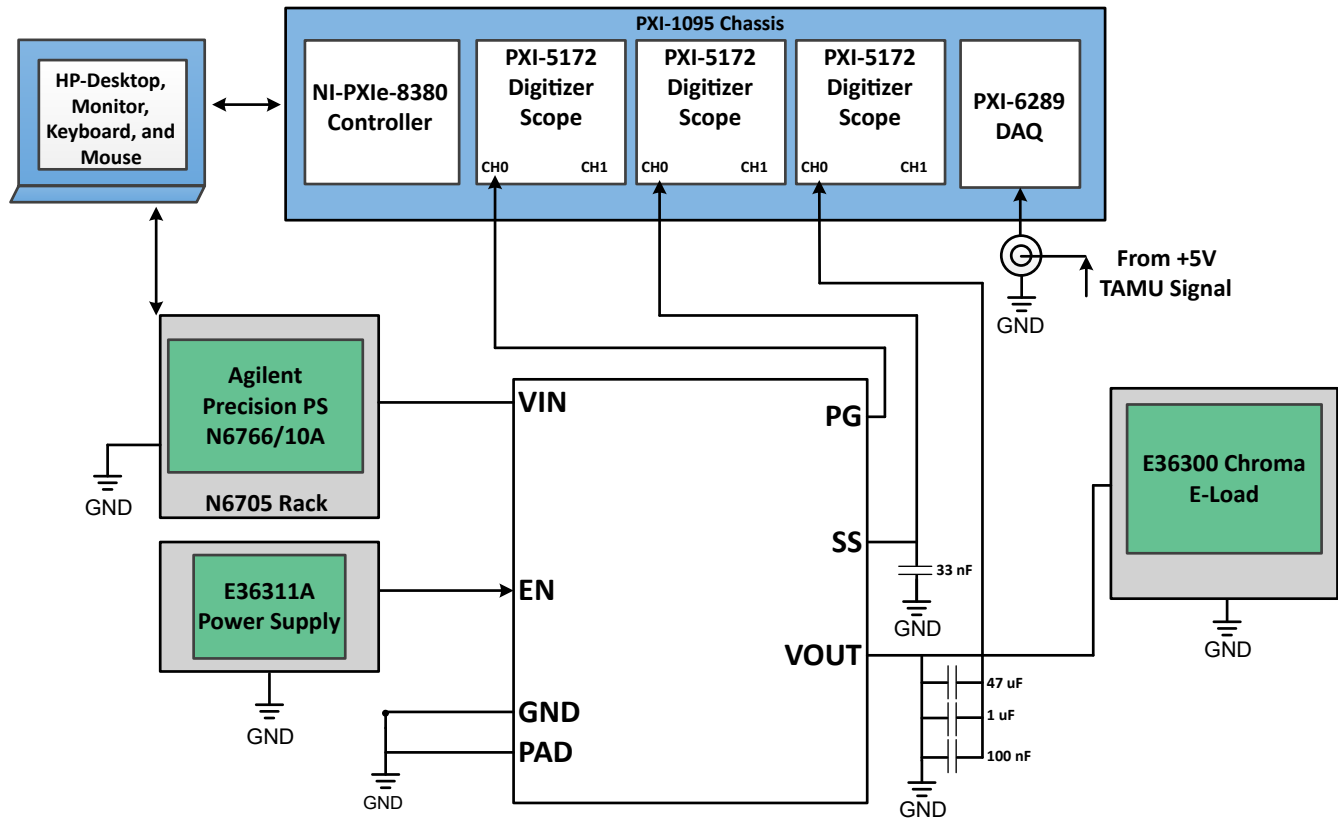 PXI-1095 Chassis
HP-Desktop,
Monitor,
Keyboard, and
Mouse
NI-PXIe-8380
Controller
PXI-5172
Digitizer
Scope
CH0
CH1
PXI-5172
Digitizer
Scope
CH0
CH1
PXI-5172
Digitizer
Scope
CH0
CH1
PXI-6289
DAQ
From +5V
TAMU Signal
GND
Agilent
Precision PS
N6766/10A
N6705 Rack
GND
E36311A
Power Supply
GND
VIN
EN
GND
PAD
GND
PG
SS
VOUT
33 nF
GND
47 uF
1 uF
100 nF
GND
E36300 Chroma
E-Load
GND